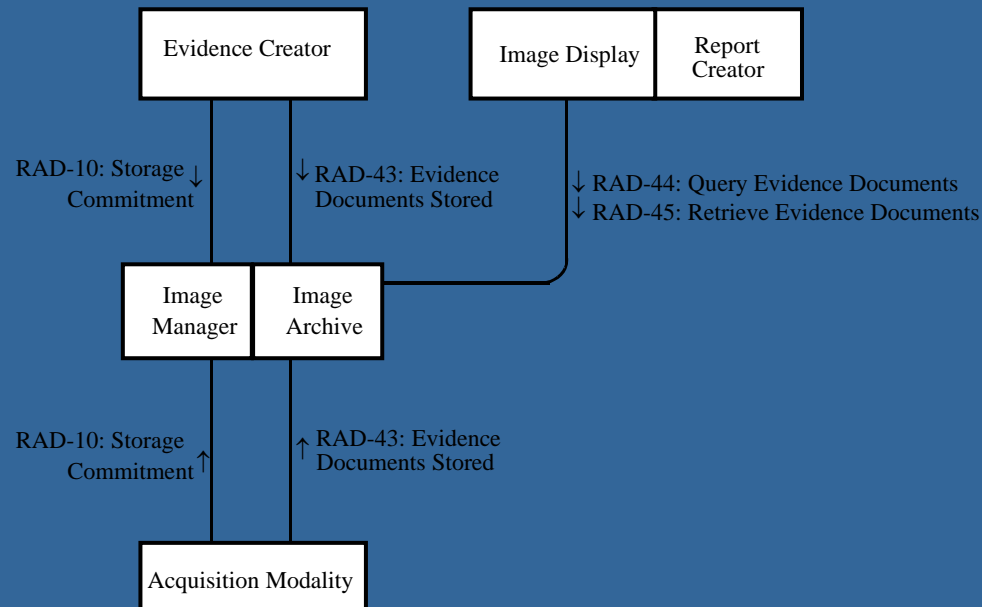 Evidence Creator
Image Display
Report
Creator
RAD-10: Storage ↓
Commitment
↓ RAD-43: Evidence
Documents Stored
↓ RAD-44: Query Evidence Documents
↓ RAD-45: Retrieve Evidence Documents
Image
Manager
Image
Archive
RAD-10: Storage
Commitment ↑
↑ RAD-43: Evidence
Documents Stored
Acquisition Modality